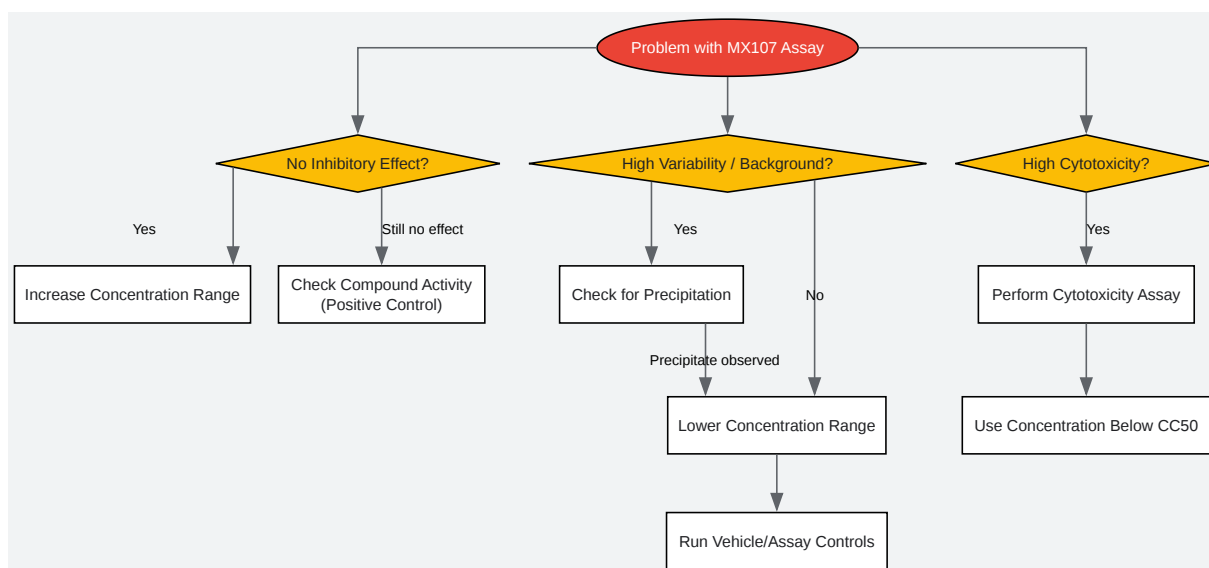 Problem with MX107 Assay
No Inhibitory Effect?
High Variability / Background?
High Cytotoxicity?
Yes
Still no effect
Yes
Yes
Increase Concentration Range
Check Compound Activity
(Positive Control)
Check for Precipitation
No
Perform Cytotoxicity Assay
Precipitate observed
Lower Concentration Range
Use Concentration Below CC50
Run Vehicle/Assay Controls